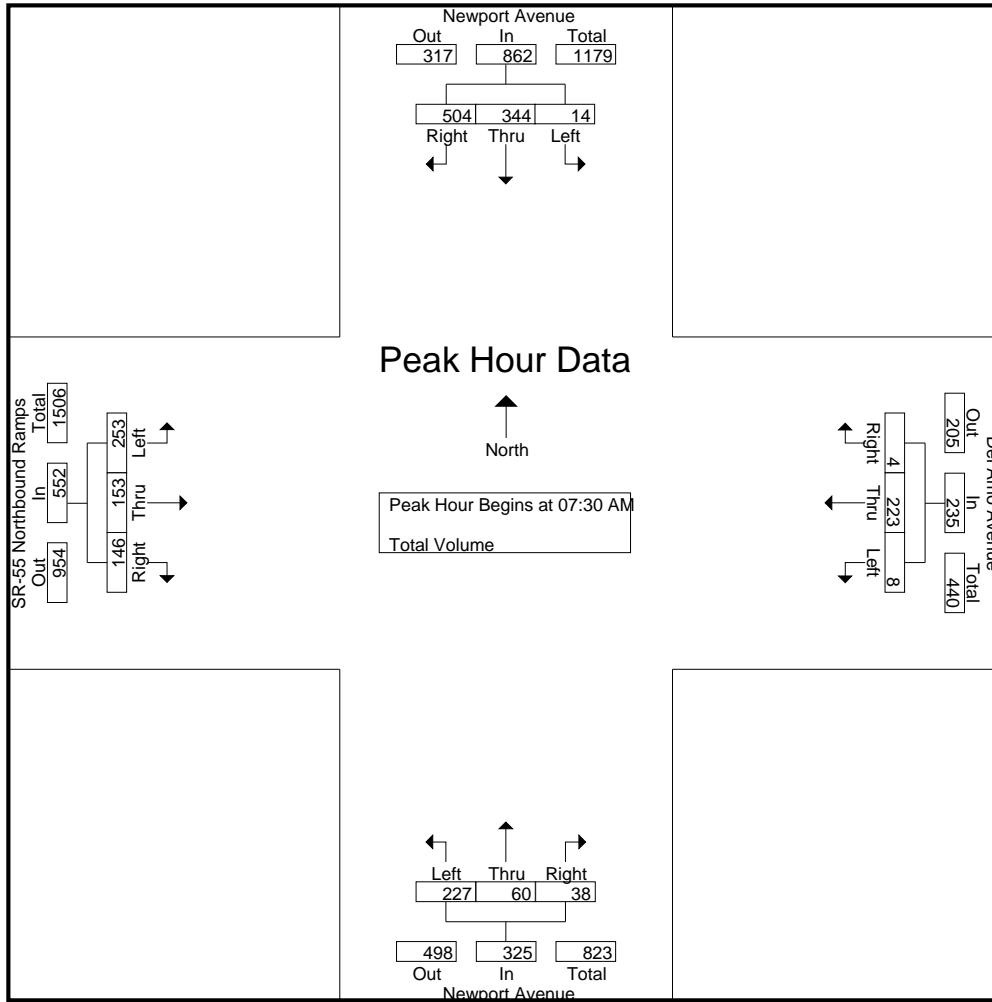 Newport Avenue
Out In Total
317 862 1179
504 344 14
Right Thru Left
Peak Hour Data
North
Peak Hour Begins at 07:30 AM
Total Volume
SR-55 Northbound Ramps
Out In Total
954 552 1506
146 153 253
Right Thru Left
Out In Total
205 235 440
Del Amo Avenue
Right Thru Left
4 223 8
Left Thru Right
227 60 38
498 325 823
Out In Total
Newport Avenue